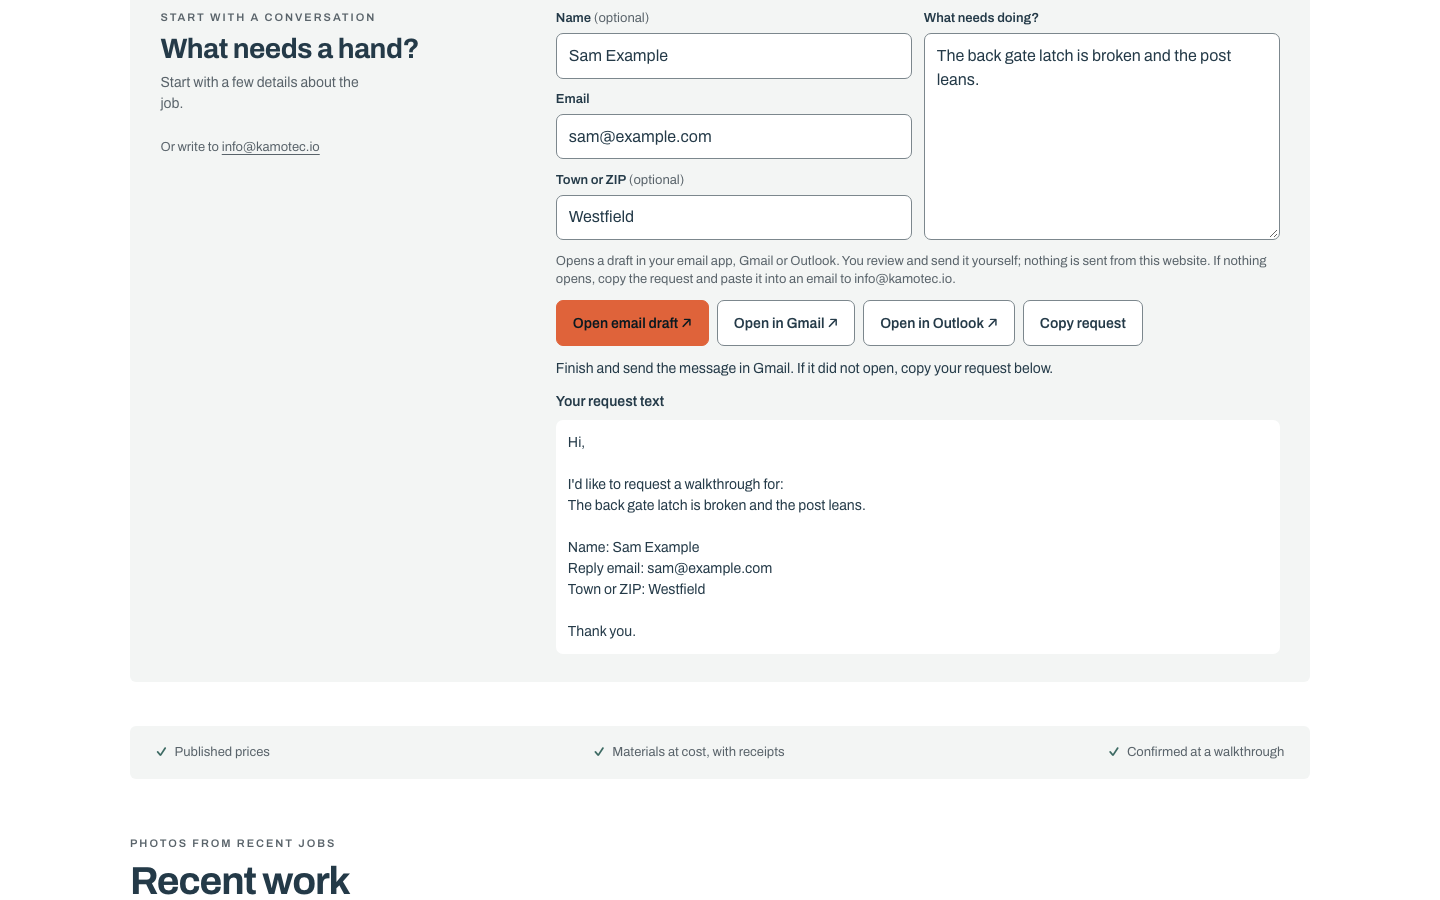 START WITH A CONVERSATION
What needs a hand?
Start with a few details about the
job.
Or write to info@kamotec.io
Name (optional)
Sam Example
Email
sam@example.com
Town or ZIP (optional)
Westfield
What needs doing?
The back gate latch is broken and the post
leans.
Opens a draft in your email app, Gmail or Outlook. You review and send it yourself; nothing is sent from this website. If nothing
opens, copy the request and paste it into an email to info@kamotec.io.
Open email draft ↗
Open in Gmail ↗
Open in Outlook ↗
Copy request
Finish and send the message in Gmail. If it did not open, copy your request below.
Your request text
Hi,
I'd like to request a walkthrough for:
The back gate latch is broken and the post leans.
Name: Sam Example
Reply email: sam@example.com
Town or ZIP: Westfield
Thank you.
✓ Published prices
✓ Materials at cost, with receipts
✓ Confirmed at a walkthrough
PHOTOS FROM RECENT JOBS
Recent work